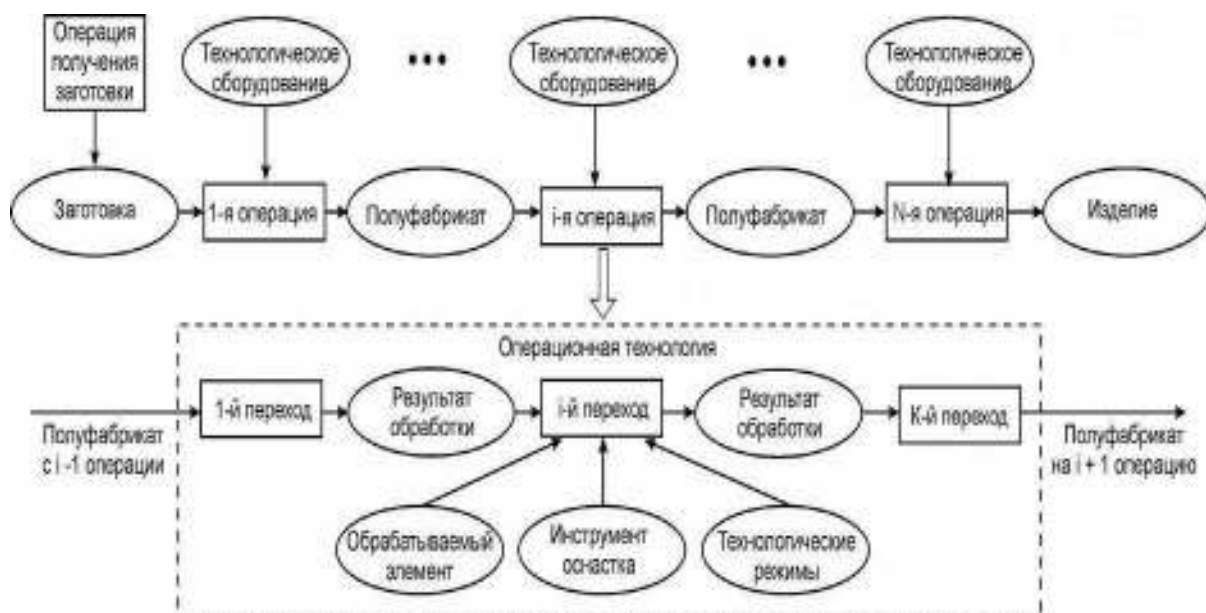 Операция
получения
заготовки
Технологическое
оборудование
•••
Технологическое
оборудование
•••
Технологическое
оборудование
Заготовка
1-я операция
Полуфабрикат
i-я операция
Полуфабрикат
N-я операция
Изделие
Операционная технология
Полуфабрикат
с i -1 операции
1-й переход
Результат
обработки
i-й переход
Результат
обработки
К-й переход
Полуфабрикат
на i + 1 операцию
Обрабатываемый
элемент
Инструмент
оснастка
Технологические
режимы